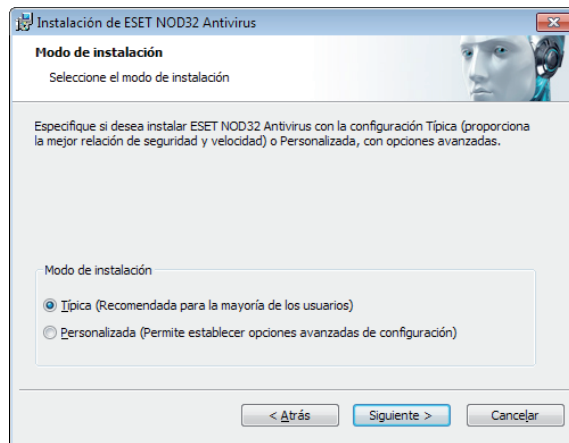 Instalación de ESET NOD32 Antivirus
Modo de instalación
Seleccione el modo de instalación
Especifique si desea instalar ESET NOD32 Antivirus con la configuración Típica (proporciona
la mejor relación de seguridad y velocidad) o Personalizada, con opciones avanzadas.
Modo de instalación
Típica (Recomendada para la mayoría de los usuarios)
Personalizada (Permite establecer opciones avanzadas de configuración)
< Atrás
Siguiente >
Cancelar